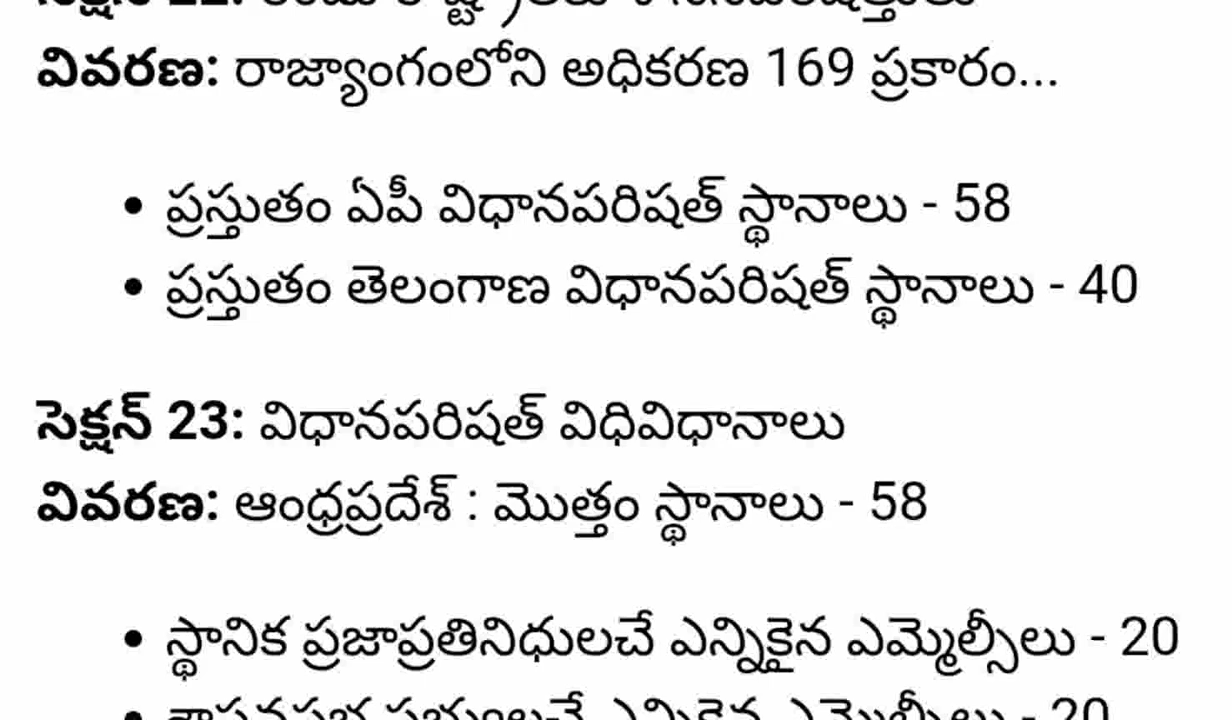 వివరణ: రాజ్యాంగంలోని అధికరణ 169 ప్రకారం...
• ప్రస్తుతం ఏపీ విధానపరిషత్ స్థానాలు - 58
• ప్రస్తుతం తెలంగాణ విధానపరిషత్ స్థానాలు - 40
సెక్షన్ 23: విధానపరిషత్ విధివిధానాలు
వివరణ: ఆంధ్రప్రదేశ్ : మొత్తం స్థానాలు - 58
• స్థానిక ప్రజాప్రతినిధులచే ఎన్నికైన ఎమ్మెల్సీలు - 20